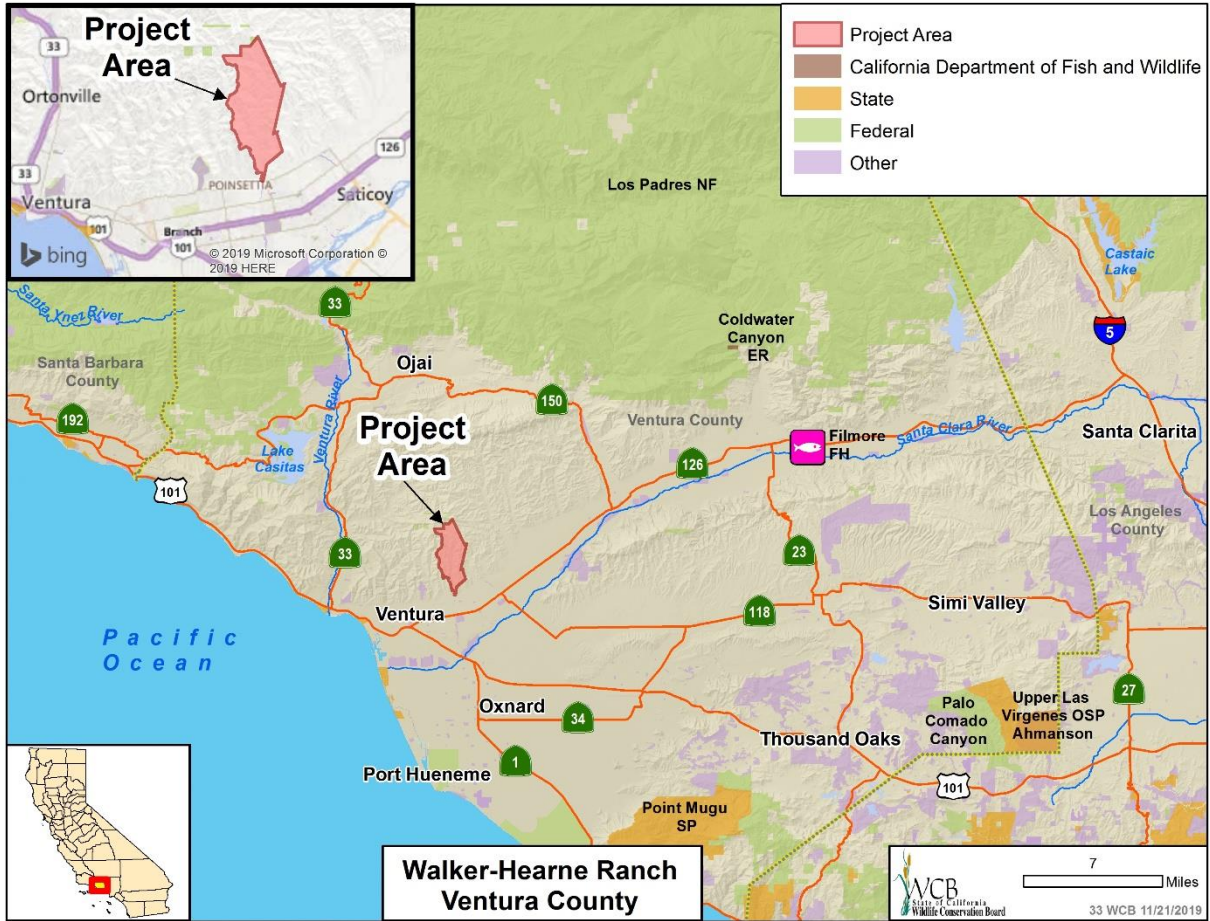 Project
Area
33
Ortonville
33
126
POINSETTIA
Saticoy
Ventura
101
Branch
101
bing
© 2019 Microsoft Corporation ©
2019 HERE
Project Area
California Department of Fish and Wildlife
State
Federal
Other
Los Padres NF
Castaic
Lake
Santa Ynez River
33
Coldwater
Canyon
ER
5
Santa Barbara
County
Ojai
192
150
Ventura County
Project
Area
Lake
Casitas
Ventura River
Filmore
FH
Santa Clara River
Santa Clarita
126
101
Los Angeles
County
33
23
Ventura
118
Simi Valley
Pacific
Ocean
Oxnard
34
Palo
Comado
Canyon
Upper Las
Virgenes OSP
Ahmanson
27
Thousand Oaks
1
Port Hueneme
101
Point Mugu
SP
Walker-Hearne Ranch
Ventura County
WCB
State of California
Wildlife Conservation Board
7
Miles
33 WCB 11/21/2019